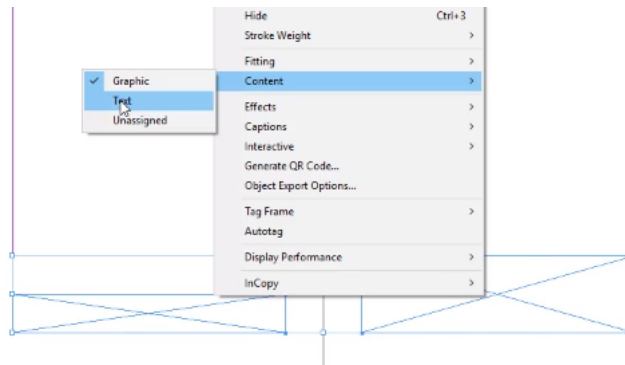 Hide Ctrl+3
Stroke Weight
Fitting
Graphic
Content
Text
Unassigned
Effects
Captions
Interactive
Generate QR Code...
Object Export Options...
Tag Frame
Autotag
Display Performance
InCopy